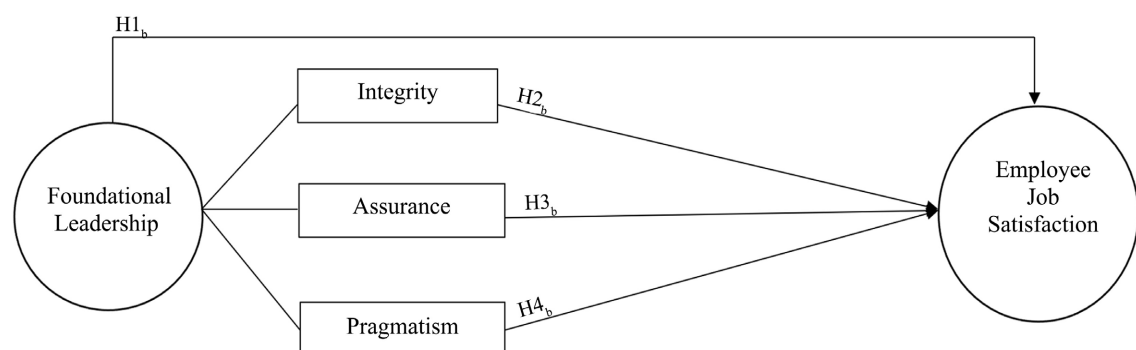 H1b
Integrity
H2b
Foundational
Leadership
Assurance
H3b
Employee
Job
Satisfaction
Pragmatism
H4b